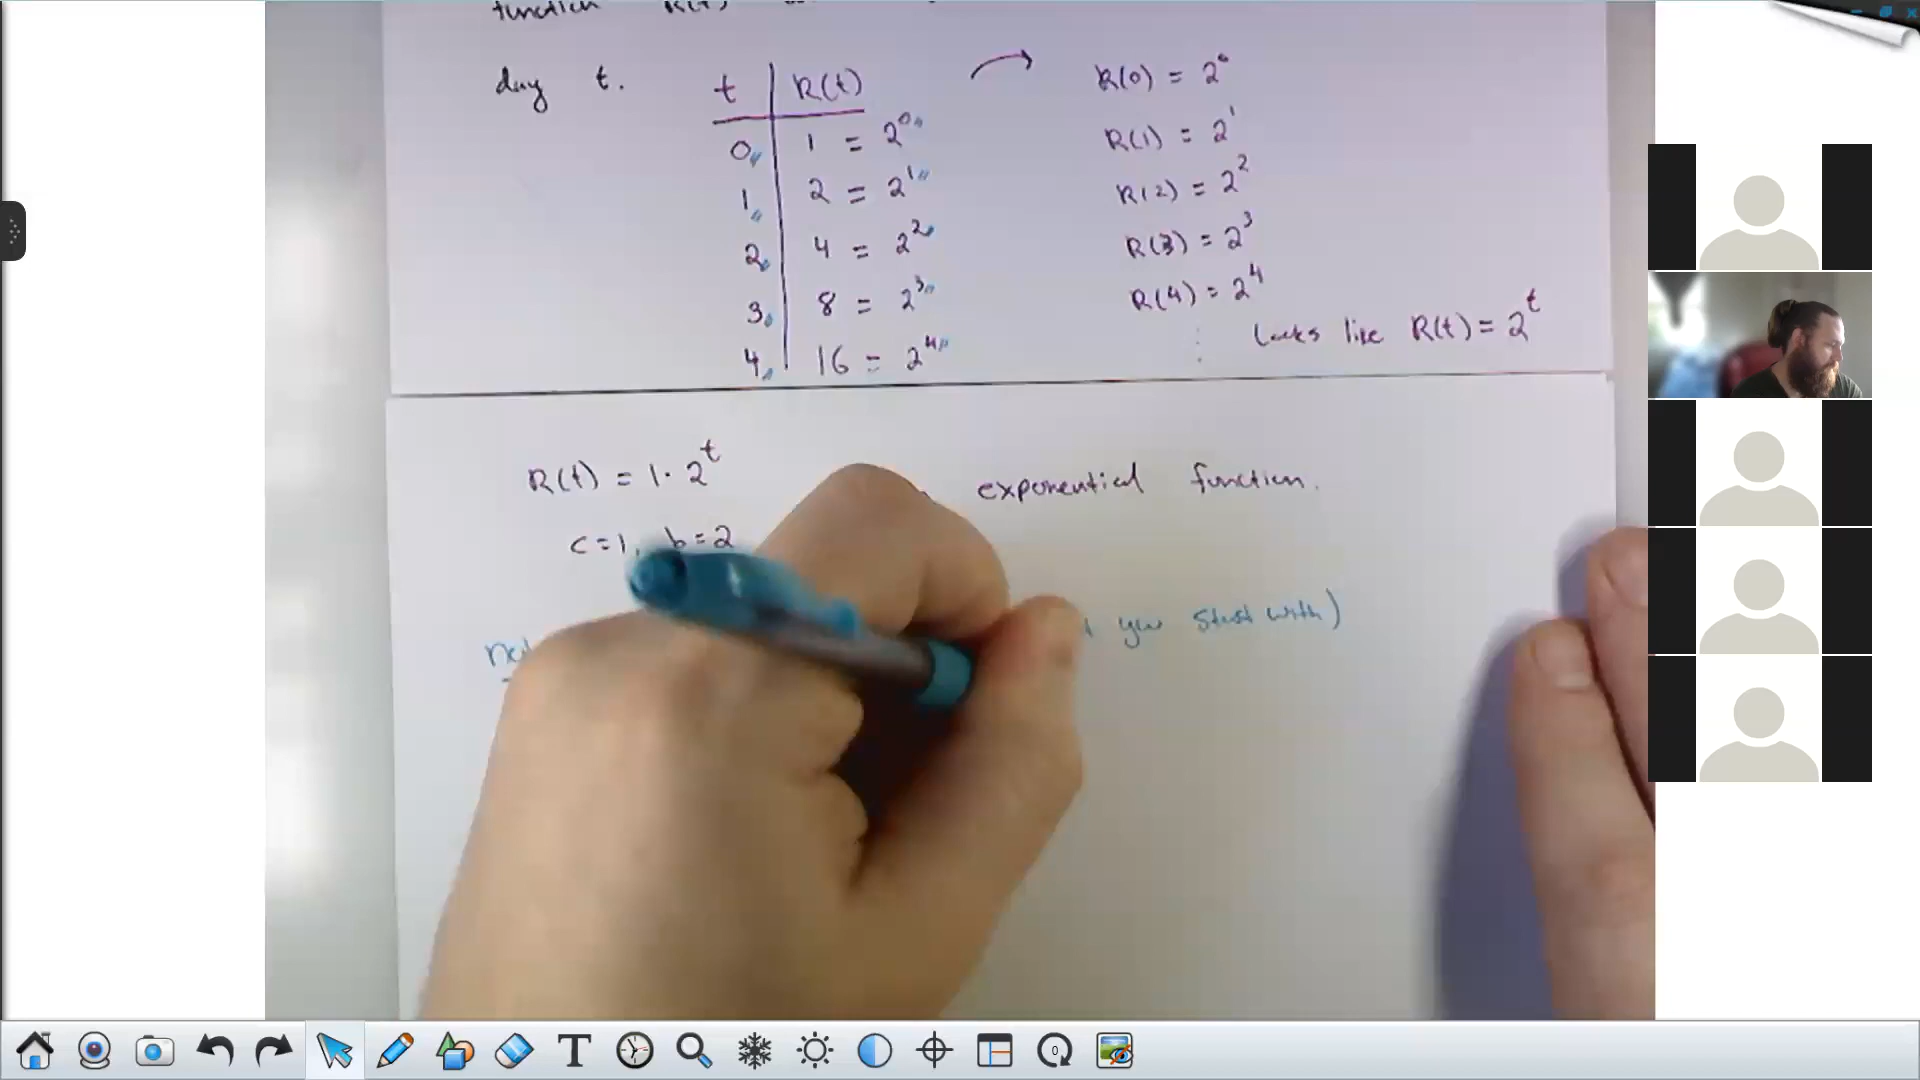 function R(t)
day t.
t | R(t)
0 | 1 = 2^0
1 | 2 = 2^1
2 | 4 = 2^2
3 | 8 = 2^3
4 | 16 = 2^4
R(0) = 2^0
R(1) = 2^1
R(2) = 2^2
R(3) = 2^3
R(4) = 2^4
looks like R(t) = 2^t
R(t) = 1 · 2^t exponential function.
c = 1, b = 2
you start with)